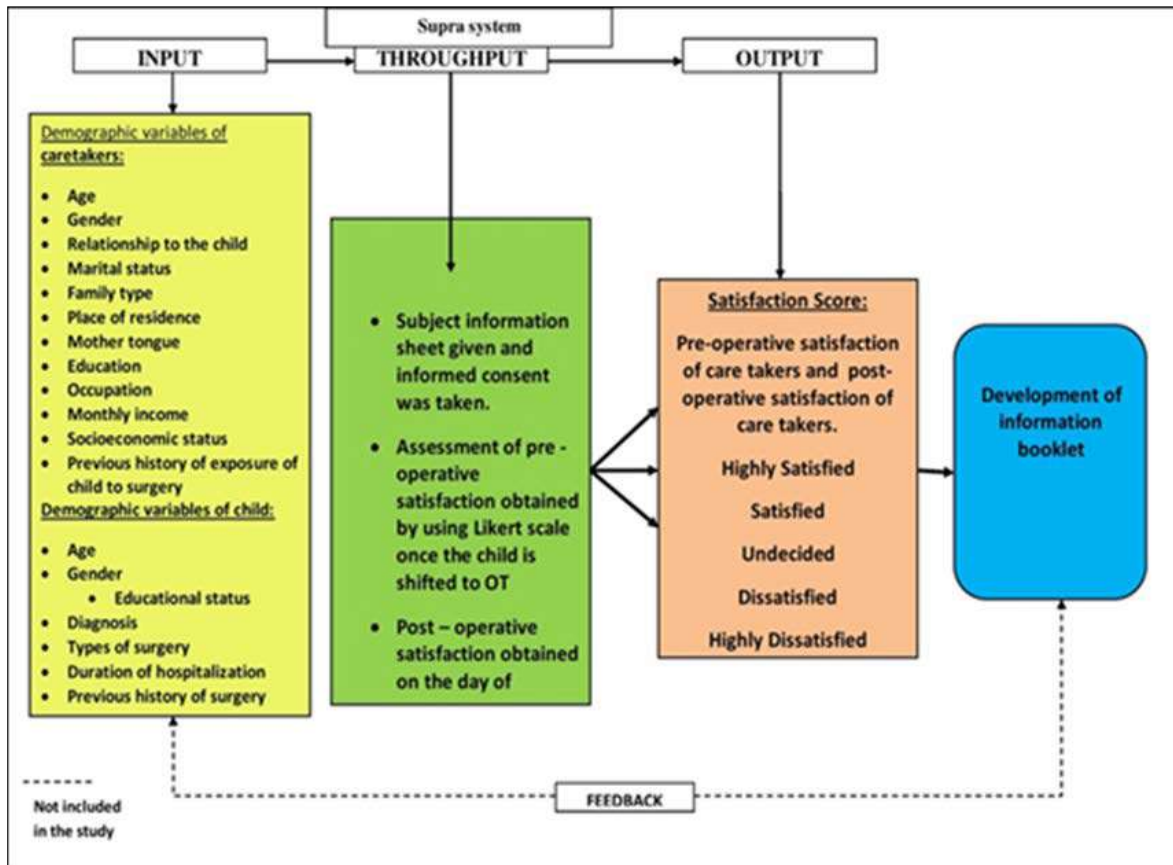 Supra system
INPUT
THROUGHPUT
OUTPUT
Demographic variables of
caretakers:
• Age
• Gender
• Relationship to the child
• Marital status
• Family type
• Place of residence
• Mother tongue
• Education
• Occupation
• Monthly income
• Socioeconomic status
• Previous history of exposure of
child to surgery
Demographic variables of child:
• Age
• Gender
• Educational status
• Diagnosis
• Types of surgery
• Duration of hospitalization
• Previous history of surgery
• Subject information
sheet given and
informed consent
was taken.
• Assessment of pre -
operative
satisfaction obtained
by using Likert scale
once the child is
shifted to OT
• Post – operative
satisfaction obtained
on the day of
Satisfaction Score:
Pre-operative satisfaction
of care takers and post-
operative satisfaction of
care takers.
Highly Satisfied
Satisfied
Undecided
Dissatisfied
Highly Dissatisfied
Development of
information
booklet
FEEDBACK
Not included
in the study